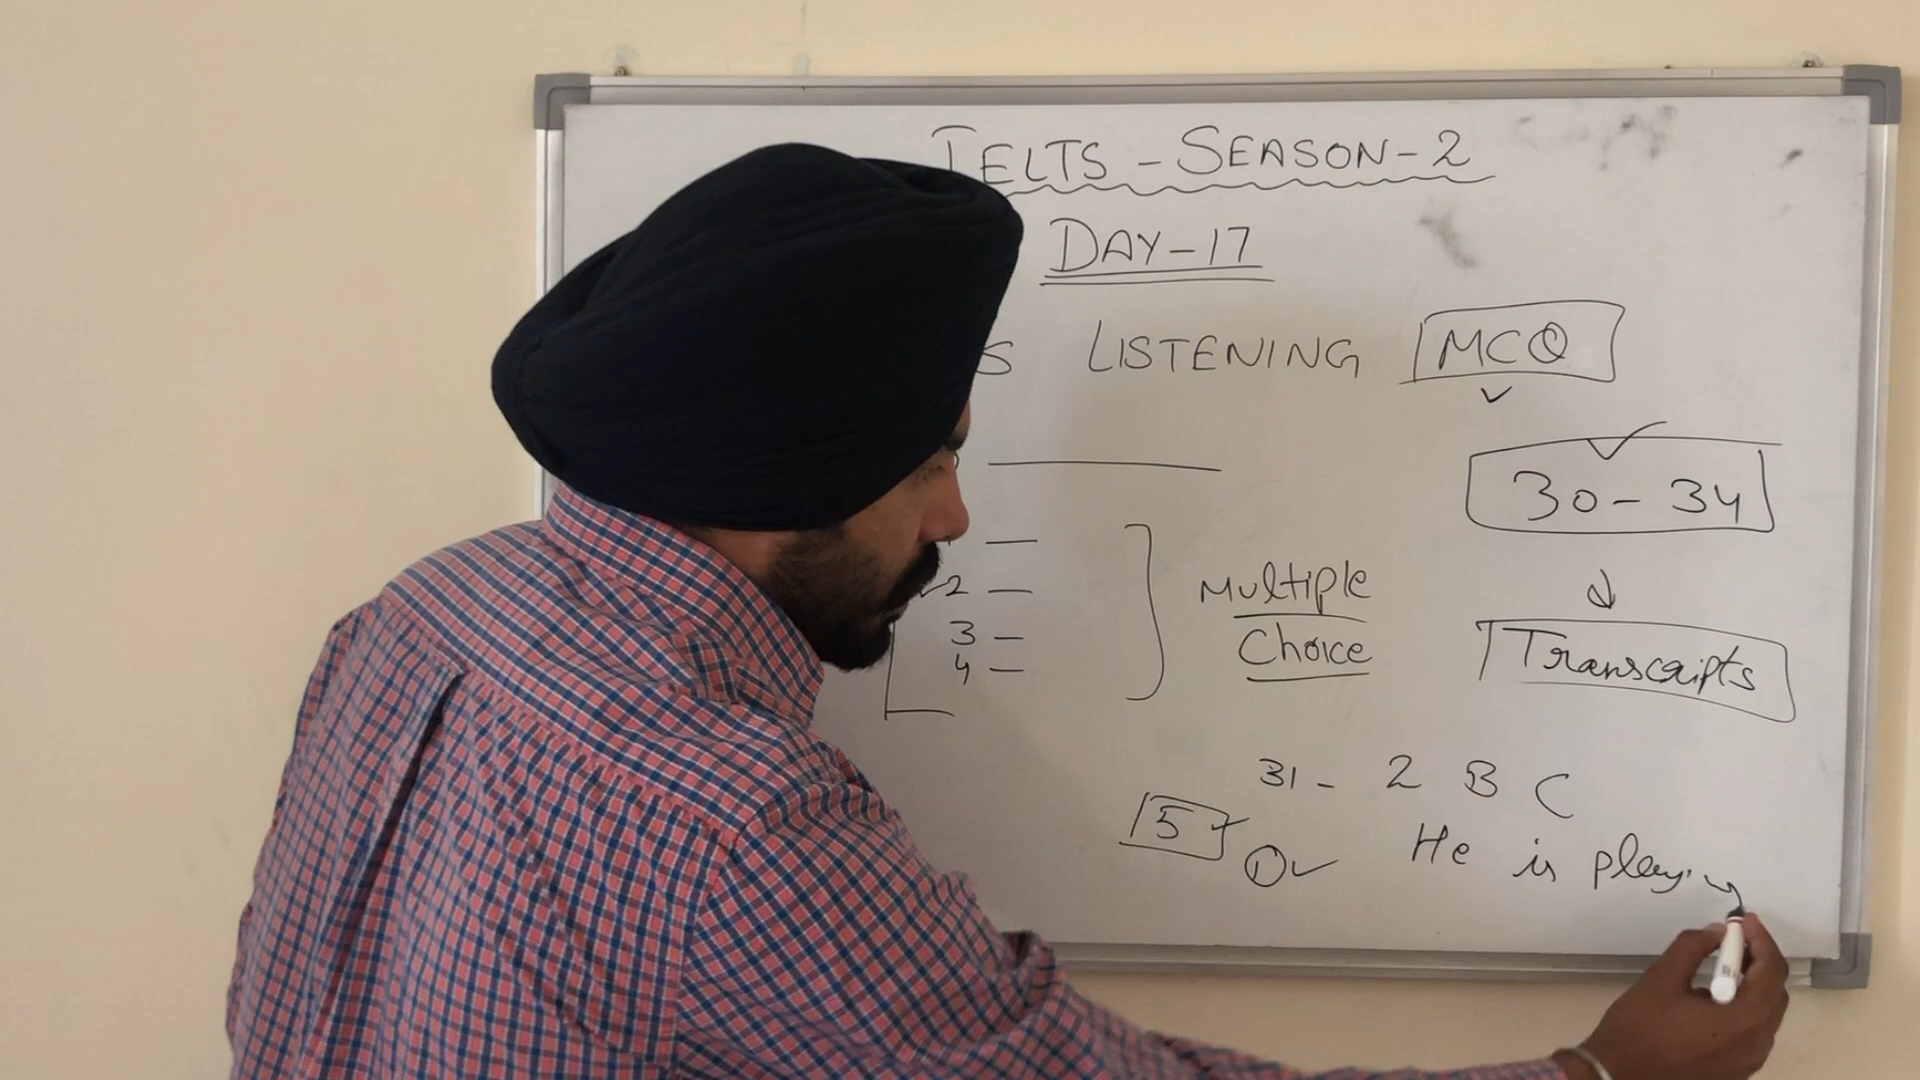 IELTS - SEASON - 2
DAY - 17
S LISTENING MCQ
30 - 34
2 —
3 —
4 —
Multiple
Choice
Transcripts
31 - 2 B C
5
1
He is playing